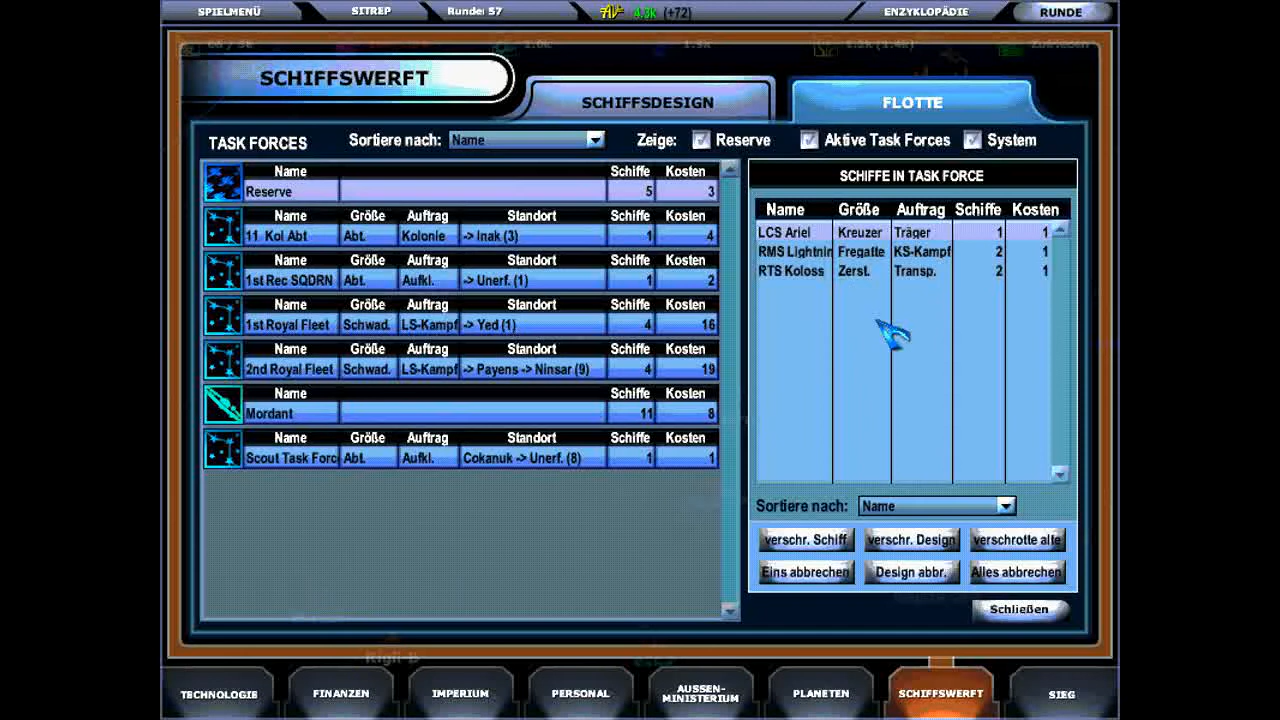 SPIELMENÜ SITREP Runde: 57 AV 4.3k (+72) ENZYKLOPÄDIE RUNDE
SCHIFFSWERFT
SCHIFFSDESIGN FLOTTE
TASK FORCES Sortiere nach: Name Zeige: Reserve Aktive Task Forces System
Name Schiffe Kosten
Reserve 5 3
Name Größe Auftrag Standort Schiffe Kosten
11 Kol Abt Abt. Kolonie -> Inak (3) 1 4
Name Größe Auftrag Standort Schiffe Kosten
1st Rec SQDRN Abt. Aufkl. -> Unerf. (1) 1 2
Name Größe Auftrag Standort Schiffe Kosten
1st Royal Fleet Schwad. LS-Kampf -> Yed (1) 4 16
Name Größe Auftrag Standort Schiffe Kosten
2nd Royal Fleet Schwad. LS-Kampf -> Payens -> Ninsar (9) 4 19
Name Schiffe Kosten
Mordant 11 8
Name Größe Auftrag Standort Schiffe Kosten
Scout Task Forc Abt. Aufkl. Cokanuk -> Unerf. (8) 1 1
SCHIFFE IN TASK FORCE
Name Größe Auftrag Schiffe Kosten
LCS Ariel Kreuzer Träger 1 1
RMS Lightnin Fregatte KS-Kampf 2 1
RTS Koloss Zerst. Transp. 2 1
Sortiere nach: Name
verschr. Schiff verschr. Design verschrotte alte
Eins abbrechen Design abbr. Alles abbrechen
Schließen
TECHNOLOGIE FINANZEN IMPERIUM PERSONAL AUSSEN-
MINISTERIUM PLANETEN SCHIFFSWERFT SIEG